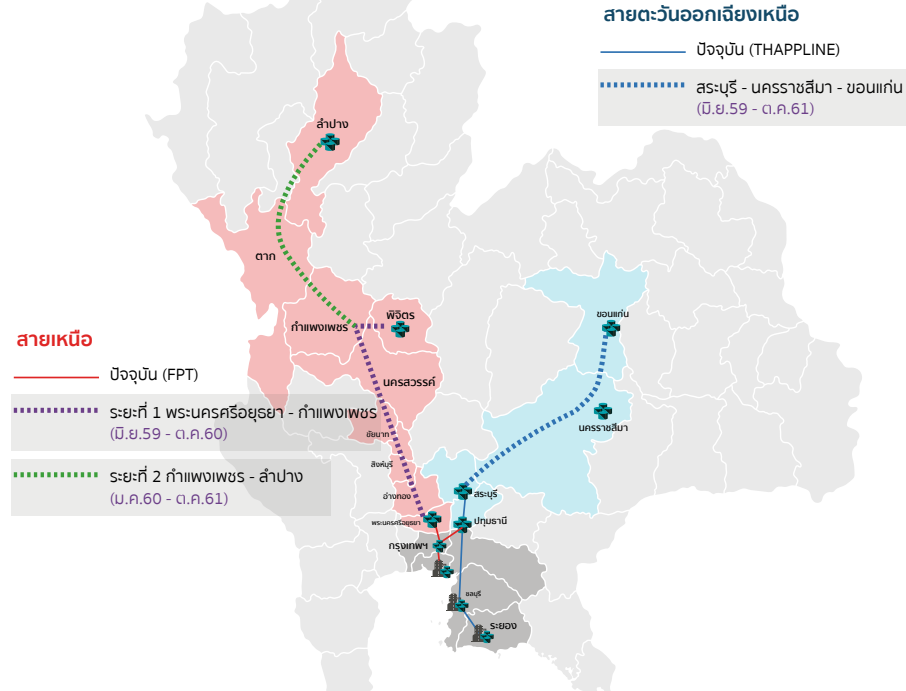 สายตะวันออกเฉียงเหนือ
ปัจจุบัน (THAPPLINE)
สระบุรี - นครราชสีมา - ขอนแก่น
(มิ.ย.59 - ต.ค.61)
ลำปาง
ตาก
พิจิตร
กำแพงเพชร
ขอนแก่น
สายเหนือ
ปัจจุบัน (FPT)
นครสวรรค์
ระยะที่ 1 พระนครศรีอยุธยา - กำแพงเพชร
(มิ.ย.59 - ต.ค.60)
นครราชสีมา
ชัยนาท
สิงห์บุรี
ระยะที่ 2 กำแพงเพชร - ลำปาง
(ม.ค.60 - ต.ค.61)
อ่างทอง
สระบุรี
พระนครศรีอยุธยา
ปทุมธานี
กรุงเทพฯ
ชลบุรี
ระยอง